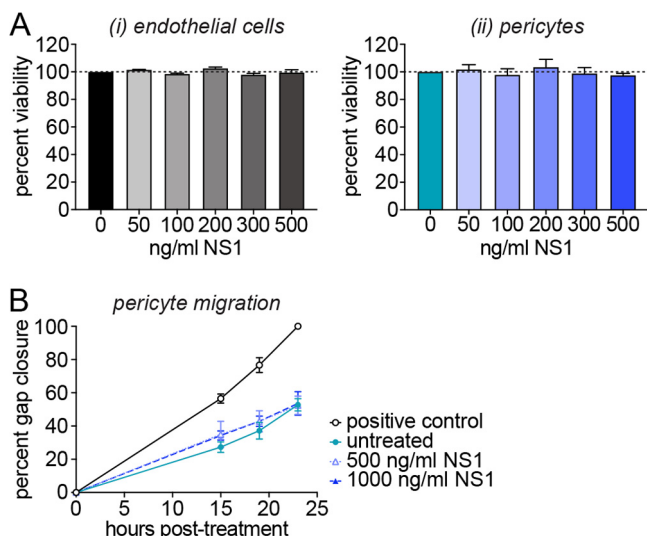 A
(i) endothelial cells
percent viability
120
100
80
60
40
20
0
0 50 100 200 300 500
ng/ml NS1
(ii) pericytes
percent viability
120
100
80
60
40
20
0
0 50 100 200 300 500
ng/ml NS1
B
pericyte migration
percent gap closure
100
80
60
40
20
0
0 5 10 15 20 25
hours post-treatment
positive control
untreated
500 ng/ml NS1
1000 ng/ml NS1